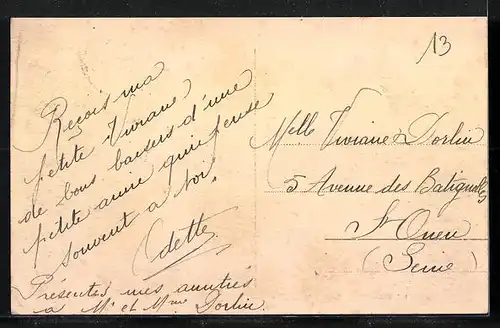 13
Reçois ma
petite Viviane
de bons baisers d'une
petite amie qui pense
souvent a toi.
Odette
Présentes mes amitiés
a Mr et Mme Dorlin.
Melle Viviane Dorlin
5 Avenue des Batignolles
St Ouen
(Seine)